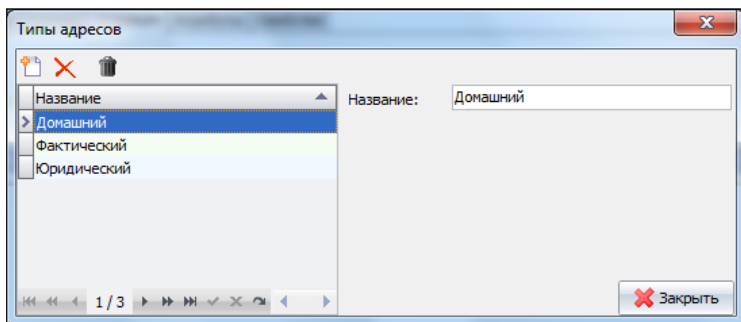 Типы адресов
Название
Название:
Домашний
Домашний
Фактический
Юридический
1 / 3
Закрыть